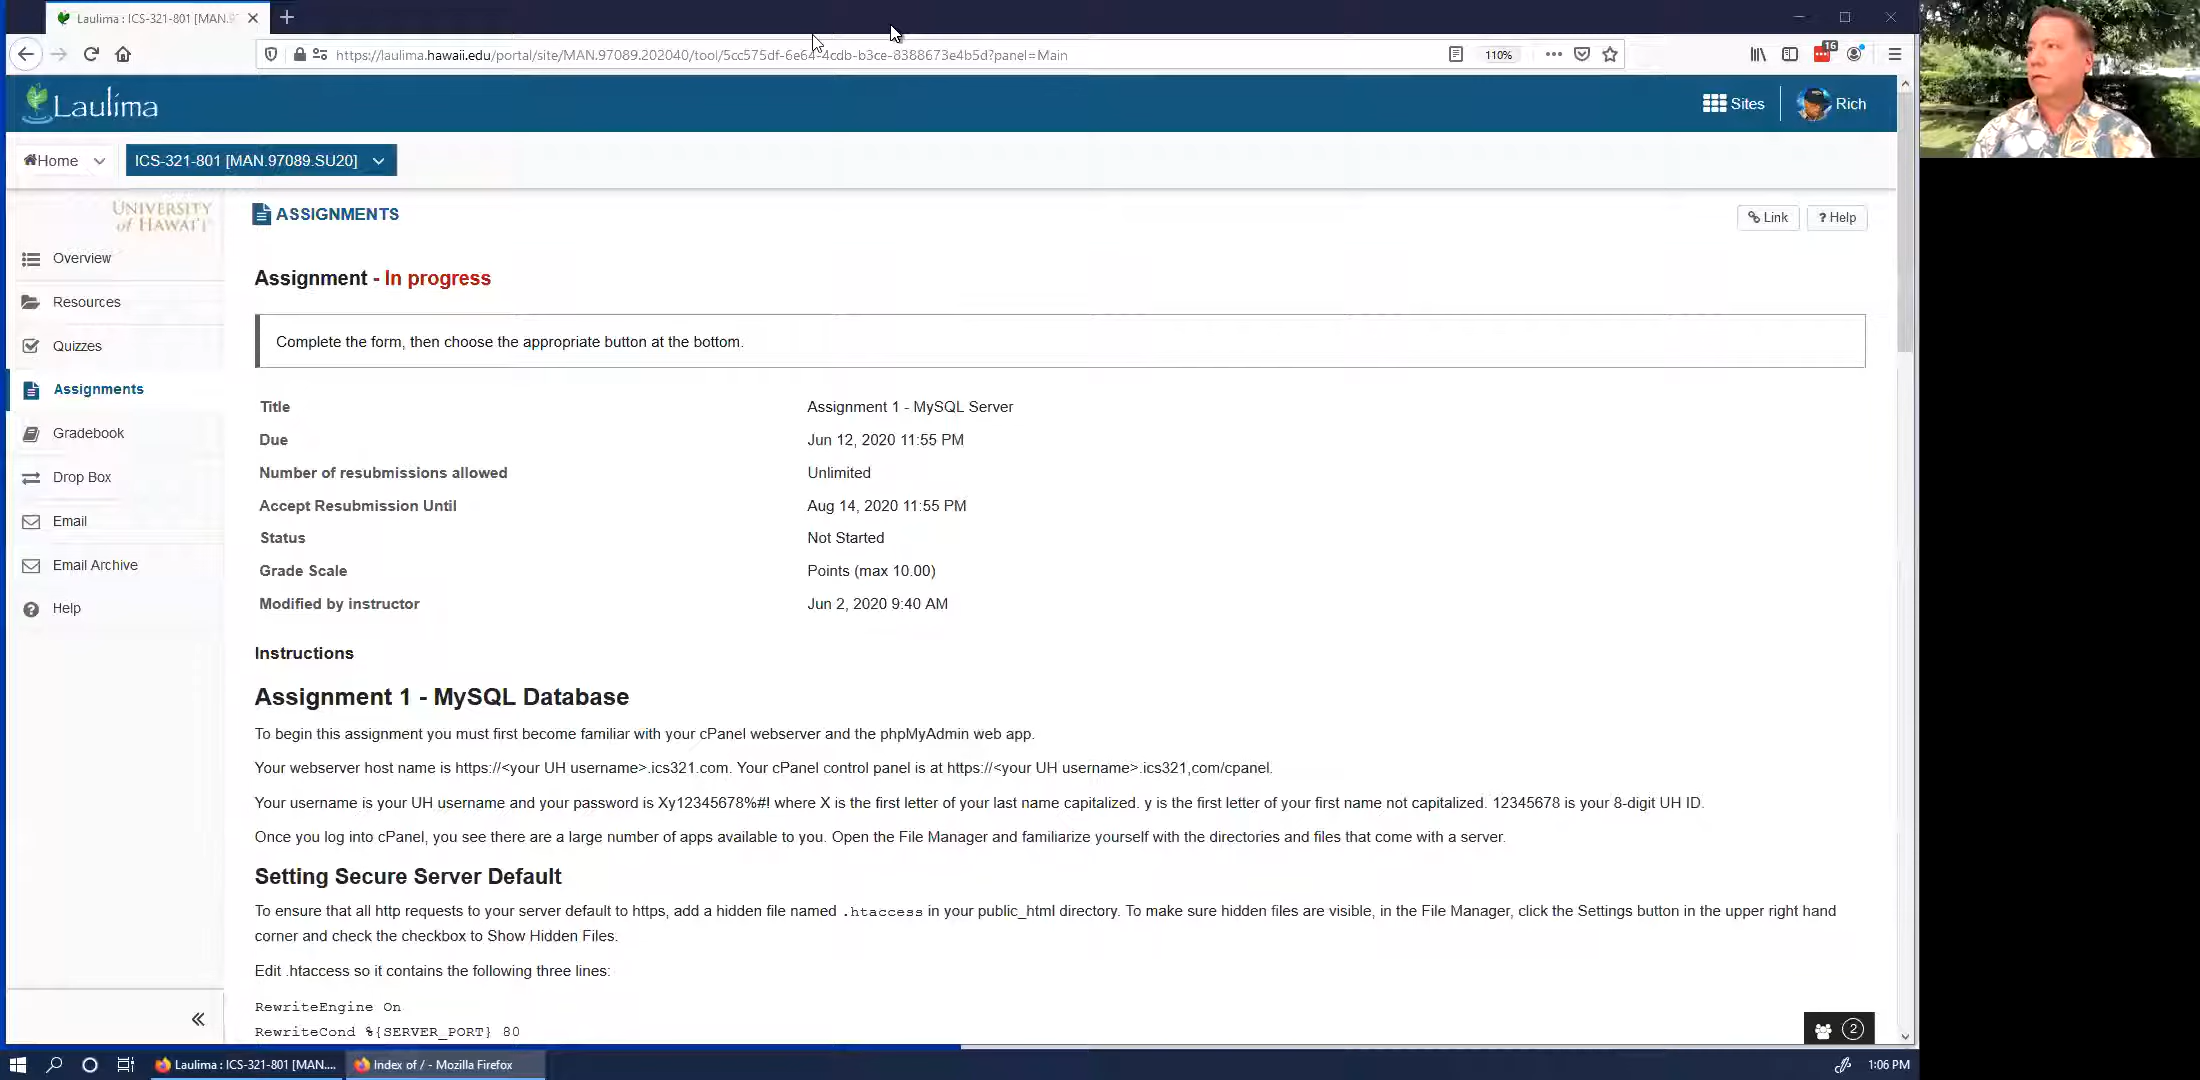 Laulima : ICS-321-801 [MAN.9
https://laulima.hawaii.edu/portal/site/MAN.97089.202040/tool/5cc575df-6e64-4cdb-b3ce-8388673e4b5d?panel=Main
110%
16
Laulima
Sites
Rich
Home
ICS-321-801 [MAN.97089.SU20]
UNIVERSITY
of HAWAI'I
ASSIGNMENTS
Link
? Help
Overview
Resources
Quizzes
Assignments
Gradebook
Drop Box
Email
Email Archive
Help
Assignment - In progress
Complete the form, then choose the appropriate button at the bottom.
Title Assignment 1 - MySQL Server
Due Jun 12, 2020 11:55 PM
Number of resubmissions allowed Unlimited
Accept Resubmission Until Aug 14, 2020 11:55 PM
Status Not Started
Grade Scale Points (max 10.00)
Modified by instructor Jun 2, 2020 9:40 AM
Instructions
Assignment 1 - MySQL Database
To begin this assignment you must first become familiar with your cPanel webserver and the phpMyAdmin web app.
Your webserver host name is https://<your UH username>.ics321.com. Your cPanel control panel is at https://<your UH username>.ics321,com/cpanel.
Your username is your UH username and your password is Xy12345678%#! where X is the first letter of your last name capitalized. y is the first letter of your first name not capitalized. 12345678 is your 8-digit UH ID.
Once you log into cPanel, you see there are a large number of apps available to you. Open the File Manager and familiarize yourself with the directories and files that come with a server.
Setting Secure Server Default
To ensure that all http requests to your server default to https, add a hidden file named .htaccess in your public_html directory. To make sure hidden files are visible, in the File Manager, click the Settings button in the upper right hand
corner and check the checkbox to Show Hidden Files.
Edit .htaccess so it contains the following three lines:
RewriteEngine On
RewriteCond %{SERVER_PORT} 80
2
Laulima : ICS-321-801 [MAN....
Index of / - Mozilla Firefox
1:06 PM